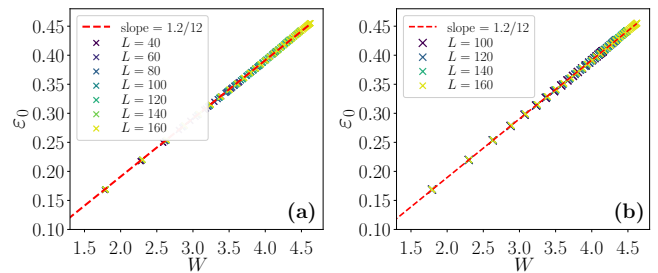 0.45
0.40
0.35
0.30
0.25
0.20
0.15
0.10
ε₀
slope = 1.2/12
L = 40
L = 60
L = 80
L = 100
L = 120
L = 140
L = 160
(a)
1.5 2.0 2.5 3.0 3.5 4.0 4.5
W
0.45
0.40
0.35
0.30
0.25
0.20
0.15
0.10
ε₀
slope = 1.2/12
L = 100
L = 120
L = 140
L = 160
(b)
1.5 2.0 2.5 3.0 3.5 4.0 4.5
W